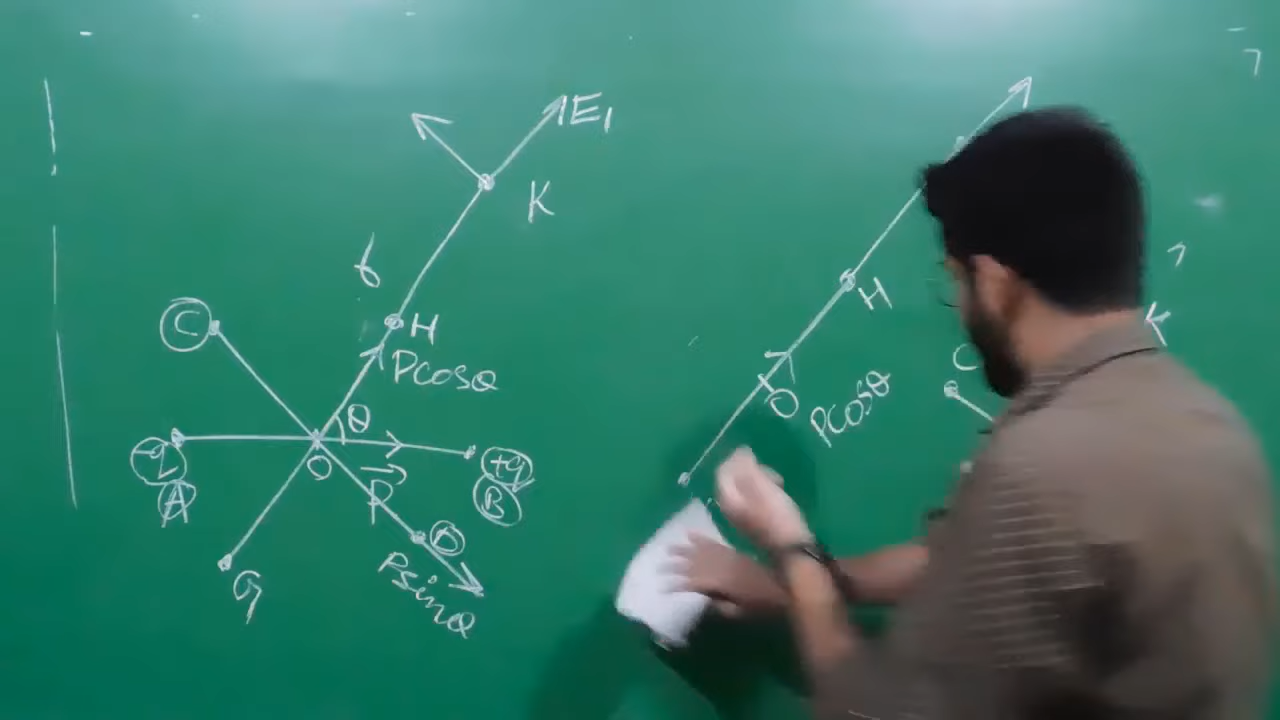 E₁
K
r
C
H
Pcosθ
θ
-q
O
+q
A
P⃗
B
D
G
Psinθ
H
O
Pcosθ
C
K